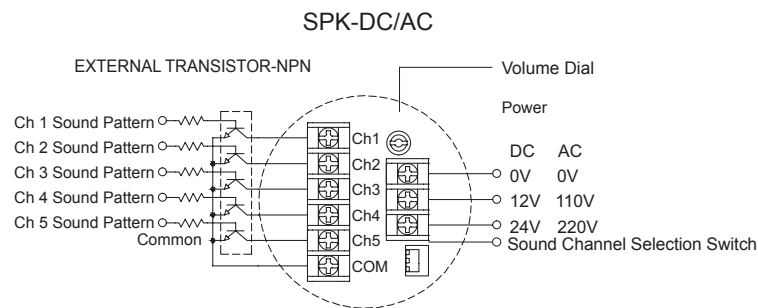 SPK-DC/AC
EXTERNAL TRANSISTOR-NPN
Volume Dial
Power
Ch 1 Sound Pattern
Ch 2 Sound Pattern
Ch 3 Sound Pattern
Ch 4 Sound Pattern
Ch 5 Sound Pattern
Common
Ch1
Ch2
Ch3
Ch4
Ch5
COM
DC AC
0V 0V
12V 110V
24V 220V
Sound Channel Selection Switch